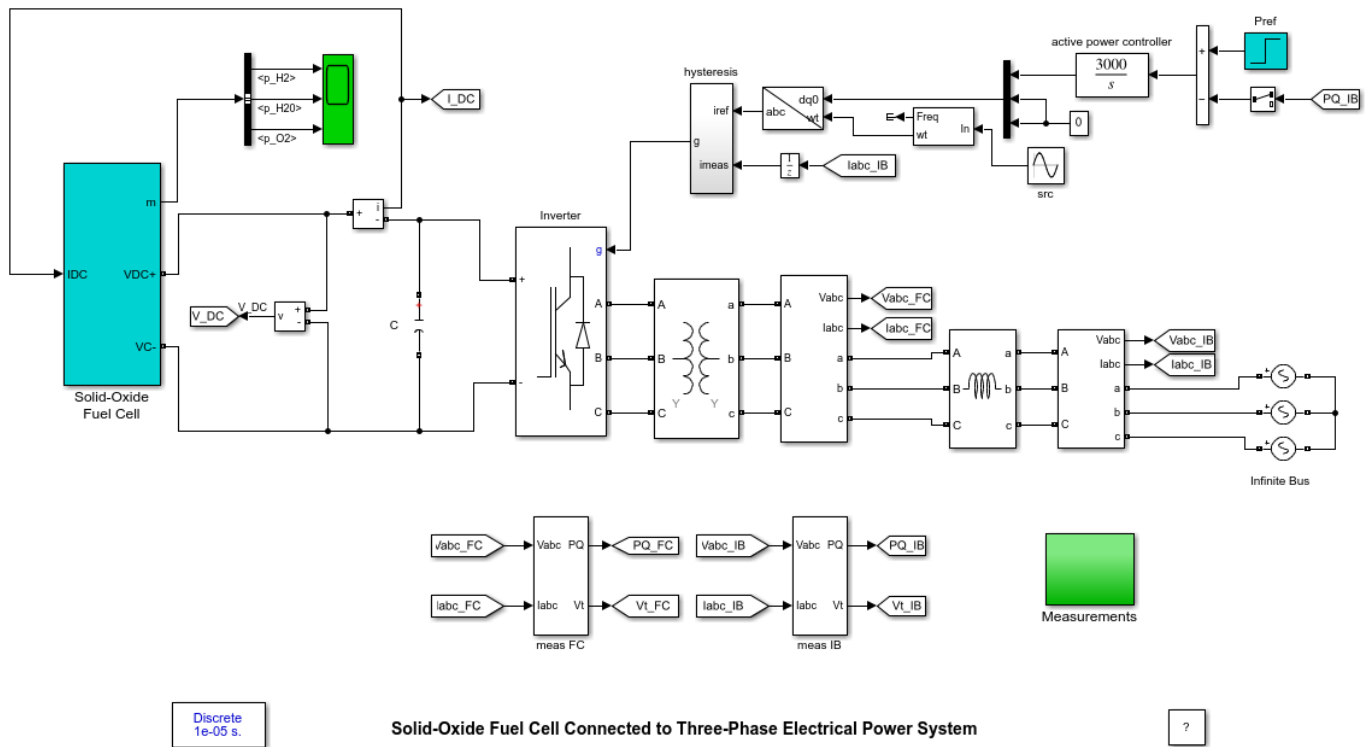 Pref
active power controller
+
3000
s
hysteresis
−
PQ_IB
<p_H2>
<p_H20>
<p_O2>
I_DC
iref
dq0
abc
wt
Freq
wt
In
0
g
imeas
1
z
Iabc_IB
src
m
+
i
-
Inverter
g
IDC
VDC+
+
V_DC
V_DC
v
+
-
C
+
VC-
-
A
B
C
A
B
C
a
b
c
Y
Y
A
B
C
Vabc
Iabc
a
b
c
Vabc_FC
Iabc_FC
A
B
C
a
b
c
A
B
C
Vabc
Iabc
a
b
c
Vabc_IB
Iabc_IB
+
+
+
Solid-Oxide
Fuel Cell
Infinite Bus
Vabc_FC
Vabc
PQ
PQ_FC
Vabc_IB
Vabc
PQ
PQ_IB
Iabc_FC
Iabc
Vt
Vt_FC
Iabc_IB
Iabc
Vt
Vt_IB
meas FC
meas IB
Measurements
Discrete
1e-05 s.
Solid-Oxide Fuel Cell Connected to Three-Phase Electrical Power System
?